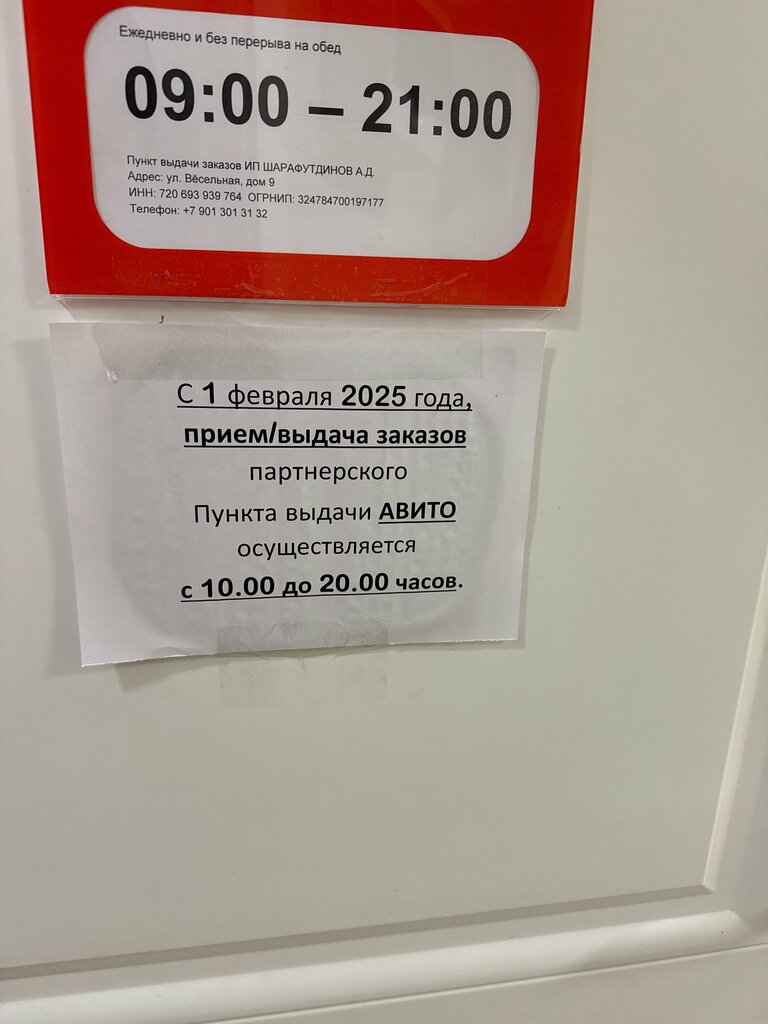 Ежедневно и без перерыва на обед
09:00 – 21:00
Пункт выдачи заказов ИП ШАРАФУТДИНОВ А.Д.
Адрес: ул. Вёсельная, дом 9
ИНН: 720 693 939 764 ОГРНИП: 324784700197177
Телефон: +7 901 301 31 32
С 1 февраля 2025 года,
прием/выдача заказов
партнерского
Пункта выдачи АВИТО
осуществляется
с 10.00 до 20.00 часов.